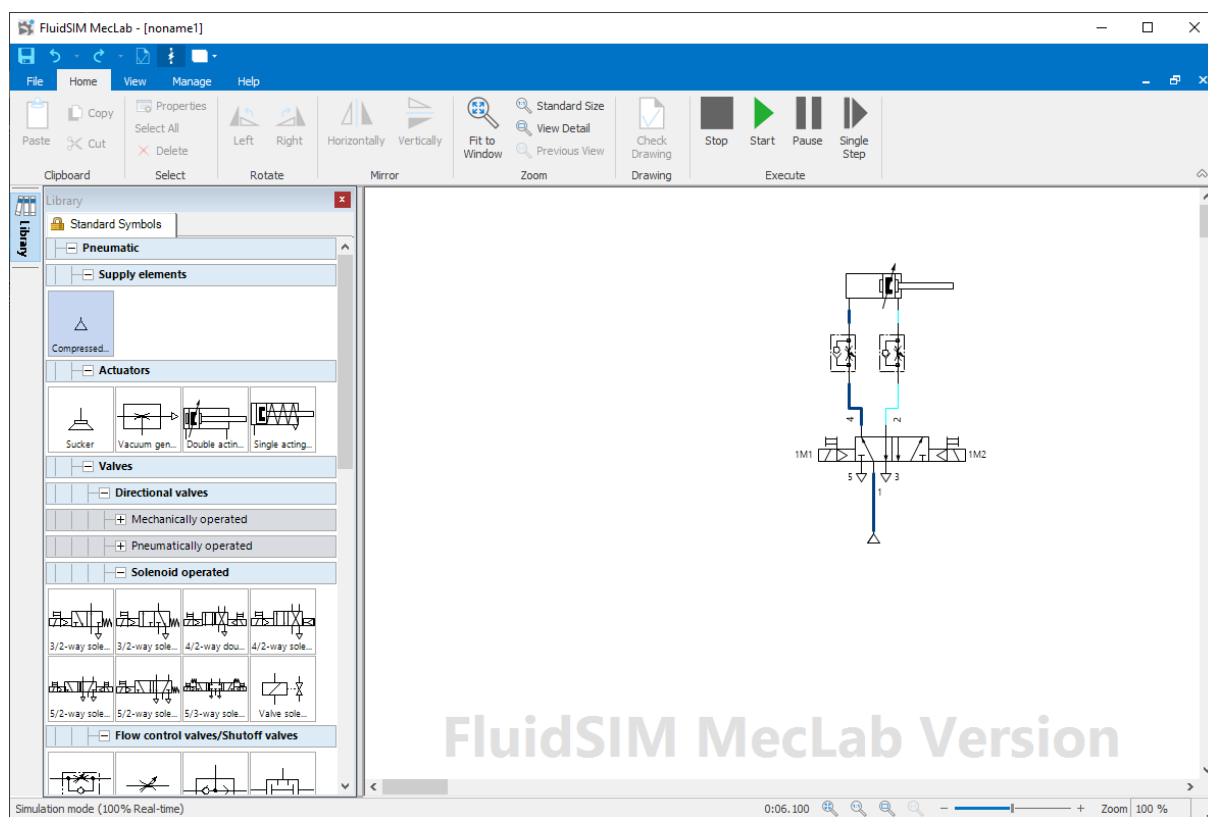 FluidSIM MecLab - [noname1]
File Home View Manage Help
Paste
Copy
Cut
Clipboard
Properties
Select All
Delete
Select
Left Right
Rotate
Horizontally Vertically
Mirror
Fit to
Window
Standard Size
View Detail
Previous View
Zoom
Check
Drawing
Drawing
Stop Start Pause Single
Step
Execute
Library
Library
Standard Symbols
Pneumatic
Supply elements
Compressed...
Actuators
Sucker Vacuum gen... Double actin... Single acting...
Valves
Directional valves
Mechanically operated
Pneumatically operated
Solenoid operated
3/2-way sole... 3/2-way sole... 4/2-way dou... 4/2-way sole...
5/2-way sole... 5/2-way sole... 5/3-way sole... Valve sole...
Flow control valves/Shutoff valves
4 2
1M1 1M2
5 3
1
FluidSIM MecLab Version
Simulation mode (100% Real-time) 0:06.100 Zoom 100 %